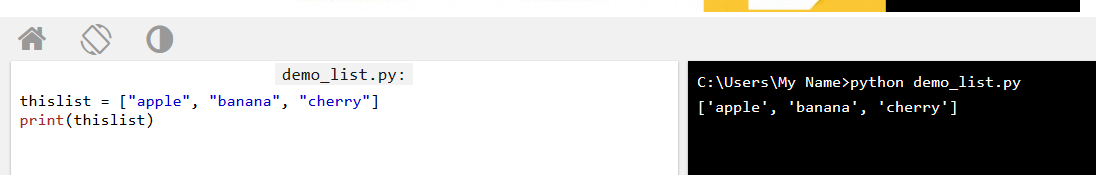 demo_list.py:
thislist = ["apple", "banana", "cherry"]
print(thislist)
C:\Users\My Name>python demo_list.py
['apple', 'banana', 'cherry']